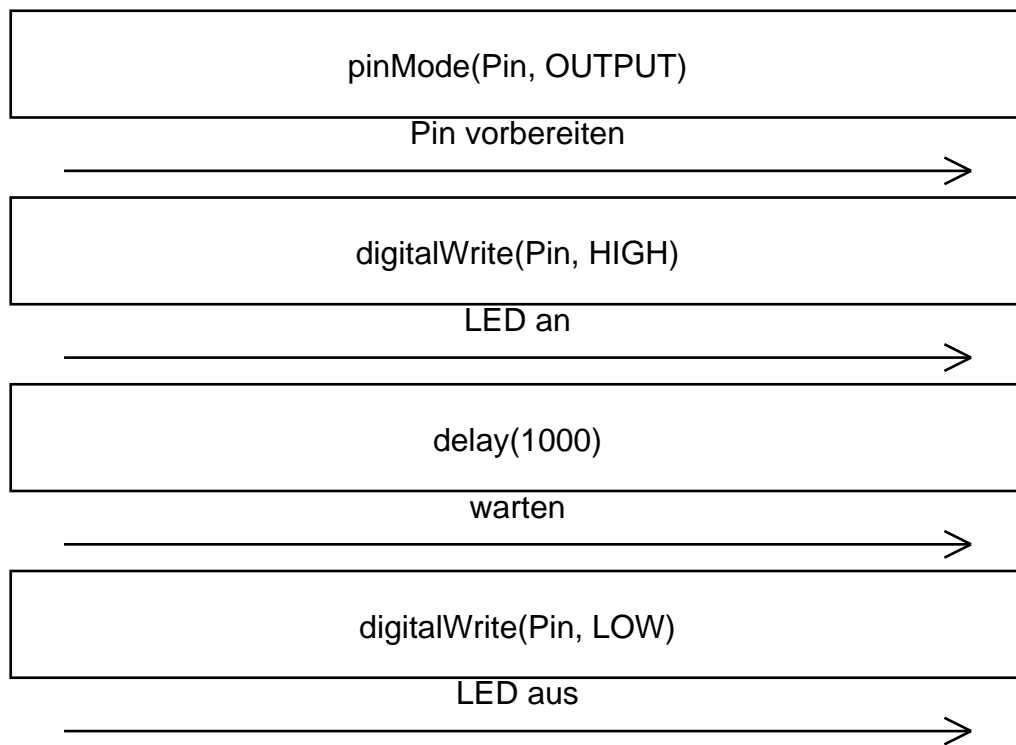 pinMode(Pin, OUTPUT)
Pin vorbereiten
digitalWrite(Pin, HIGH)
LED an
delay(1000)
warten
digitalWrite(Pin, LOW)
LED aus